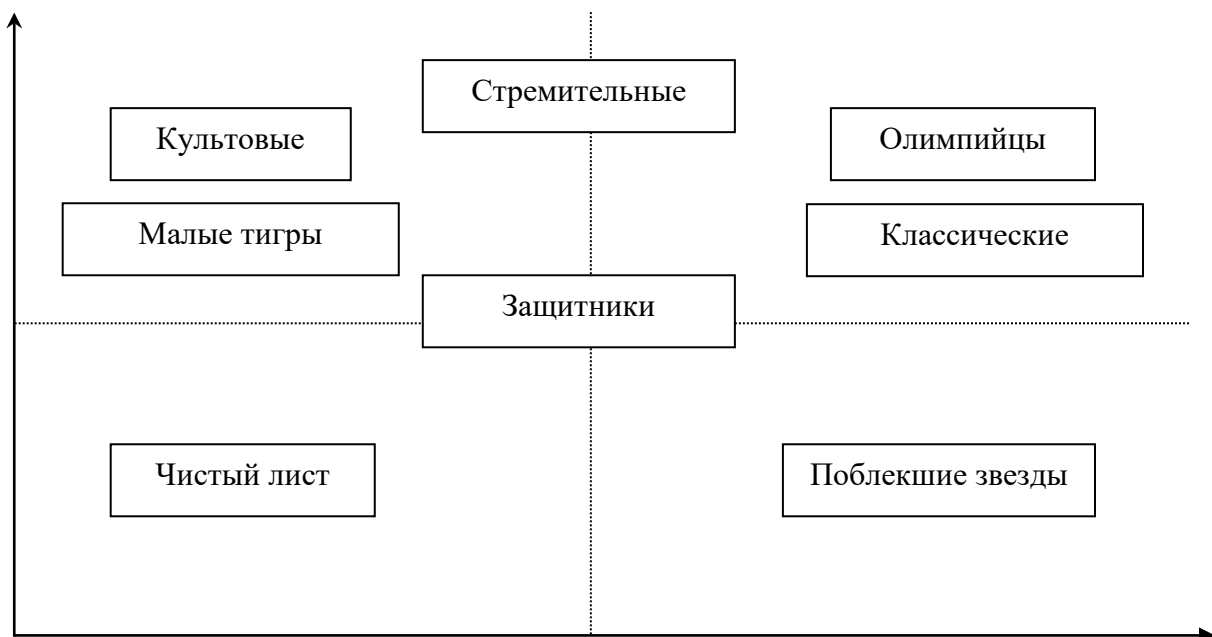 Стремительные
Культовые
Олимпийцы
Малые тигры
Классические
Защитники
Чистый лист
Поблекшие звезды